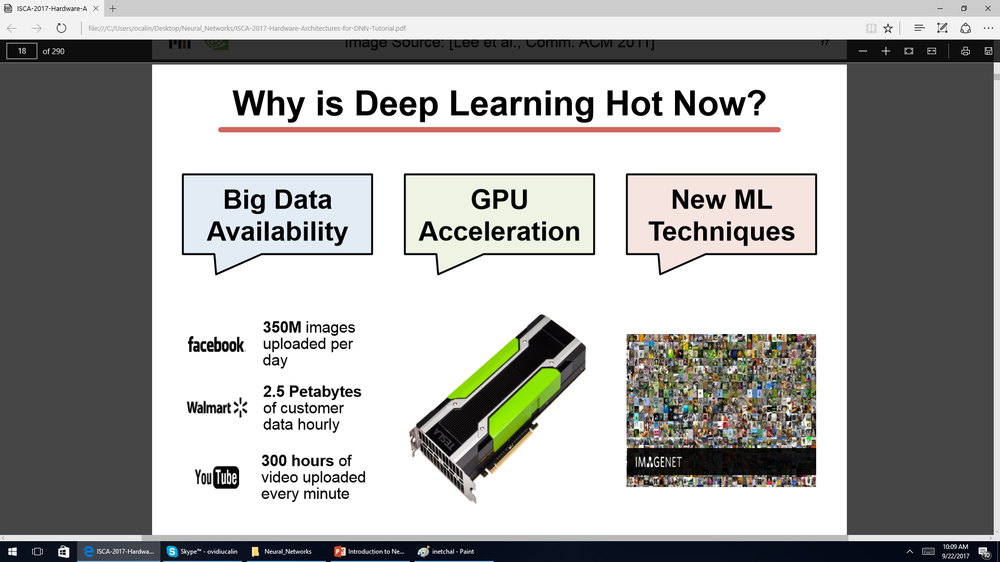 ISCA-2017-Hardware-A
file:///C:/Users/ocalin/Desktop/Neural_Networks/ISCA-2017-Hardware-Architectures-for-DNN-Tutorial.pdf
18 of 290
Image Source: [Lee et al., Comm. ACM 2011]
17
Why is Deep Learning Hot Now?
Big Data
Availability
GPU
Acceleration
New ML
Techniques
facebook
350M images
uploaded per
day
Walmart
2.5 Petabytes
of customer
data hourly
YouTube
300 hours of
video uploaded
every minute
TESLA
IMAGENET
ISCA-2017-Hardwa...
Skype™ - ovidiucalin
Neural_Networks
Introduction to Ne...
inetchal - Paint
10:09 AM
9/22/2017
10